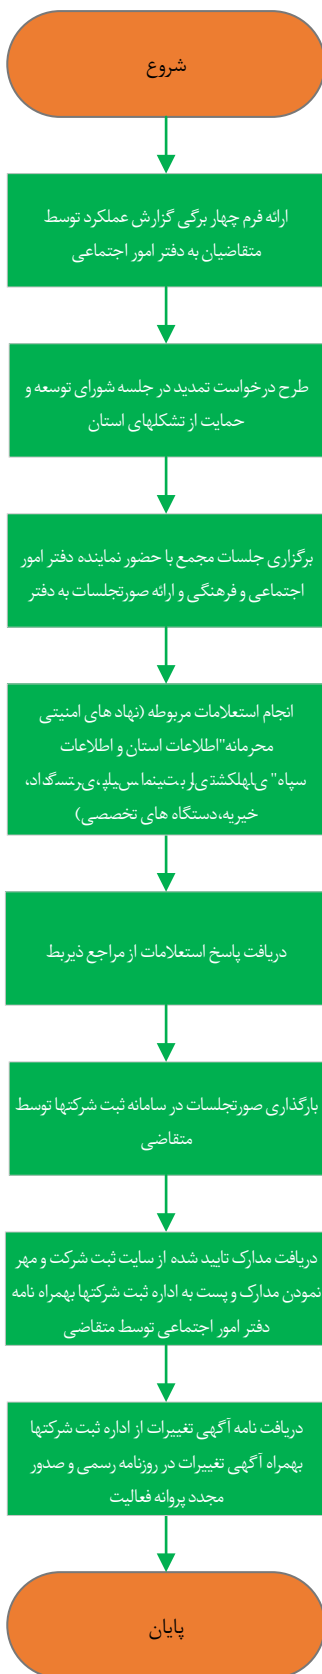 شروع
ارائه فرم چهار برگی گزارش عملکرد توسط
متقاضیان به دفتر امور اجتماعی
طرح درخواست تمدید در جلسه شورای توسعه و
حمایت از تشکلهای استان
برگزاری جلسات مجمع با حضور نماینده دفتر امور
اجتماعی و فرهنگی و ارائه صورتجلسات به دفتر
انجام استعلامات مربوطه (نهاد های امنیتی
محرمانه"اطلاعات استان و اطلاعات
سپاه"
خیریه،دستگاه های تخصصی)
دریافت پاسخ استعلامات از مراجع ذیربط
بارگذاری صورتجلسات در سامانه ثبت شرکتها توسط
متقاضی
دریافت مدارک تایید شده از سایت ثبت شرکت و مهر
نمودن مدارک و پست به اداره ثبت شرکتها بهمراه نامه
دفتر امور اجتماعی توسط متقاضی
دریافت نامه آگهی تغییرات از اداره ثبت شرکتها
بهمراه آگهی تغییرات در روزنامه رسمی و صدور
مجدد پروانه فعالیت
پایان